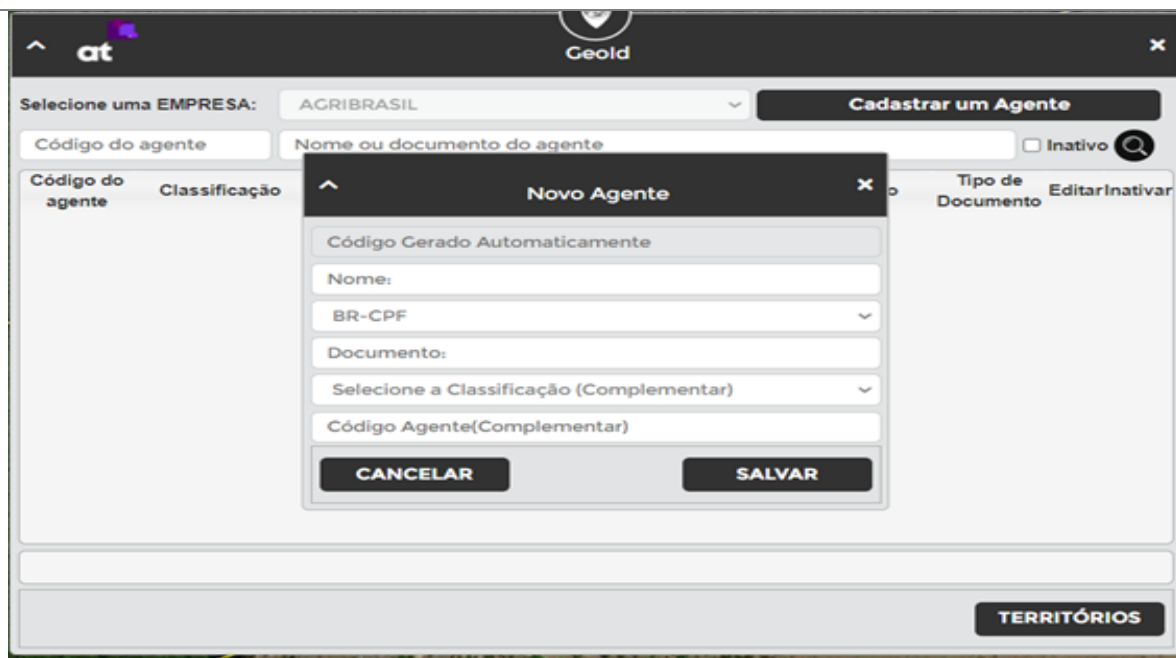 at
GeoId
Selecione uma EMPRESA: AGRIBRASIL Cadastrar um Agente
Código do agente Nome ou documento do agente Inativo
Código do agente Classificação Tipo de Documento Editar Inativar
Novo Agente
Código Gerado Automaticamente
Nome:
BR-CPF
Documento:
Selecione a Classificação (Complementar)
Código Agente(Complementar)
CANCELAR SALVAR
TERRITÓRIOS